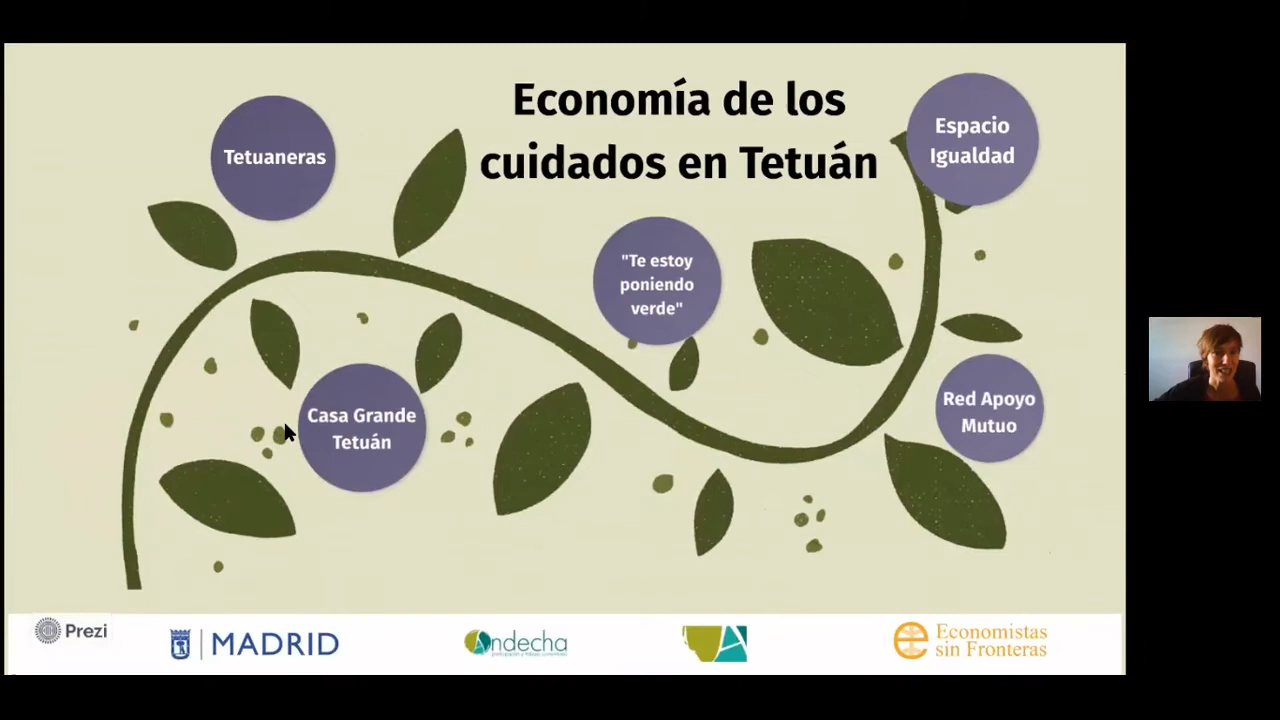 Economía de los
cuidados en Tetuán
Tetuaneras
Espacio
Igualdad
"Te estoy
poniendo
verde"
Casa Grande
Tetuán
Red Apoyo
Mutuo
Prezi
MADRID
Andecha
Economistas
sin Fronteras